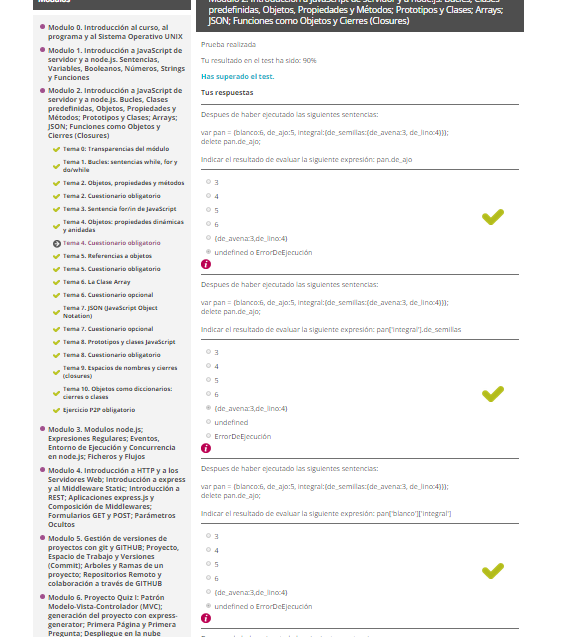 Modulo 0. Introducción al curso, al
programa y al Sistema Operativo UNIX
Modulo 1. Introducción a JavaScript de
servidor y a node.js. Sentencias,
Variables, Booleanos, Números, Strings
y Funciones
Modulo 2. Introducción a JavaScript de
servidor y a node.js. Bucles, Clases
predefinidas, Objetos, Propiedades y
Métodos; Prototipos y Clases; Arrays;
JSON; Funciones como Objetos y
Cierres (Closures)
Tema 0: Transparencias del módulo
Tema 1. Bucles: sentencias while, for y
do/while
Tema 2. Objetos, propiedades y métodos
Tema 2. Cuestionario obligatorio
Tema 3. Sentencia for/in de JavaScript
Tema 4. Objetos: propiedades dinámicas
y anidadas
Tema 4. Cuestionario obligatorio
Tema 5. Referencias a objetos
Tema 5. Cuestionario obligatorio
Tema 6. La Clase Array
Tema 6. Cuestionario opcional
Tema 7. JSON (JavaScript Object
Notation)
Tema 7. Cuestionario opcional
Tema 8. Prototipos y clases JavaScript
Tema 8. Cuestionario obligatorio
Tema 9. Espacios de nombres y cierres
(closures)
Tema 10. Objetos como diccionarios:
cierres o clases
Ejercicio P2P obligatorio
Modulo 3. Modulos node.js;
Expresiones Regulares; Eventos,
Entorno de Ejecución y Concurrencia
en node.js; Ficheros y Flujos
Modulo 4. Introducción a HTTP y a los
Servidores Web; Introducción a express
y al Middleware Static; Introducción a
REST; Aplicaciones express.js y
Composición de Middlewares;
Formularios GET y POST; Parámetros
Ocultos
Modulo 5. Gestión de versiones de
proyectos con git y GITHUB; Proyecto,
Espacio de Trabajo y Versiones
(Commit); Arboles y Ramas de un
proyecto; Repositorios Remoto y
colaboración a través de GITHUB
Modulo 6. Proyecto Quiz I: Patrón
Modelo-Vista-Controlador (MVC);
generación del proyecto con express-
generator; Primera Página y Primera
Pregunta; Despliegue en la nube
predefinidas, Objetos, Propiedades y Métodos; Prototipos y Clases; Arrays;
JSON; Funciones como Objetos y Cierres (Closures)
Prueba realizada
Tu resultado en el test ha sido: 90%
Has superado el test.
Tus respuestas
Despues de haber ejecutado las siguientes sentencias:
var pan = {blanco:6, de_ajo:5, integral:{de_semillas:{de_avena:3, de_lino:4}}};
delete pan.de_ajo;
Indicar el resultado de evaluar la siguiente expresión: pan.de_ajo
3
4
5
6
{de_avena:3,de_lino:4}
undefined o ErrorDeEjecución
Despues de haber ejecutado las siguientes sentencias:
var pan = {blanco:6, de_ajo:5, integral:{de_semillas:{de_avena:3, de_lino:4}}};
delete pan.de_ajo;
Indicar el resultado de evaluar la siguiente expresión: pan['integral'].de_semillas
3
4
5
6
{de_avena:3,de_lino:4}
undefined
ErrorDeEjecución
Despues de haber ejecutado las siguientes sentencias:
var pan = {blanco:6, de_ajo:5, integral:{de_semillas:{de_avena:3, de_lino:4}}};
delete pan.de_ajo;
Indicar el resultado de evaluar la siguiente expresión: pan['blanco']['integral']
3
4
5
6
{de_avena:3,de_lino:4}
undefined o ErrorDeEjecución